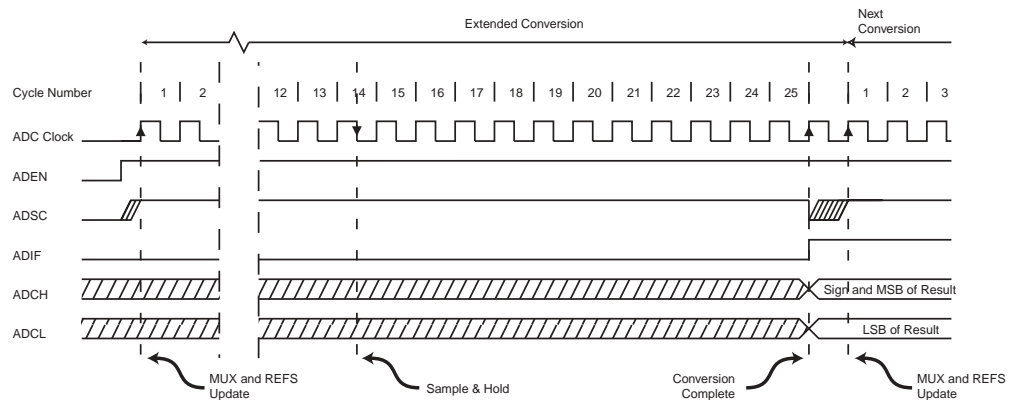 Extended Conversion
Next
Conversion
Cycle Number 1 2 12 13 14 15 16 17 18 19 20 21 22 23 24 25 1 2 3
ADC Clock
ADEN
ADSC
ADIF
ADCH Sign and MSB of Result
ADCL LSB of Result
MUX and REFS
Update
Sample & Hold
Conversion
Complete
MUX and REFS
Update